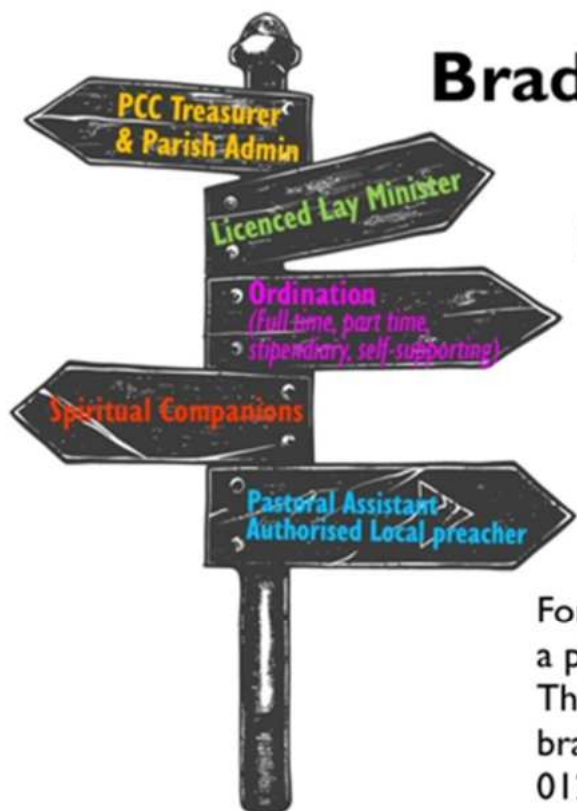 Brad
PCC Treasurer
& Parish Admin
Licenced Lay Minister
Ordination
(full time, part time,
stipendiary, self-supporting)
Spiritual Companions
Pastoral Assistant
Authorised Local preacher
For
a p
Th
bra
01